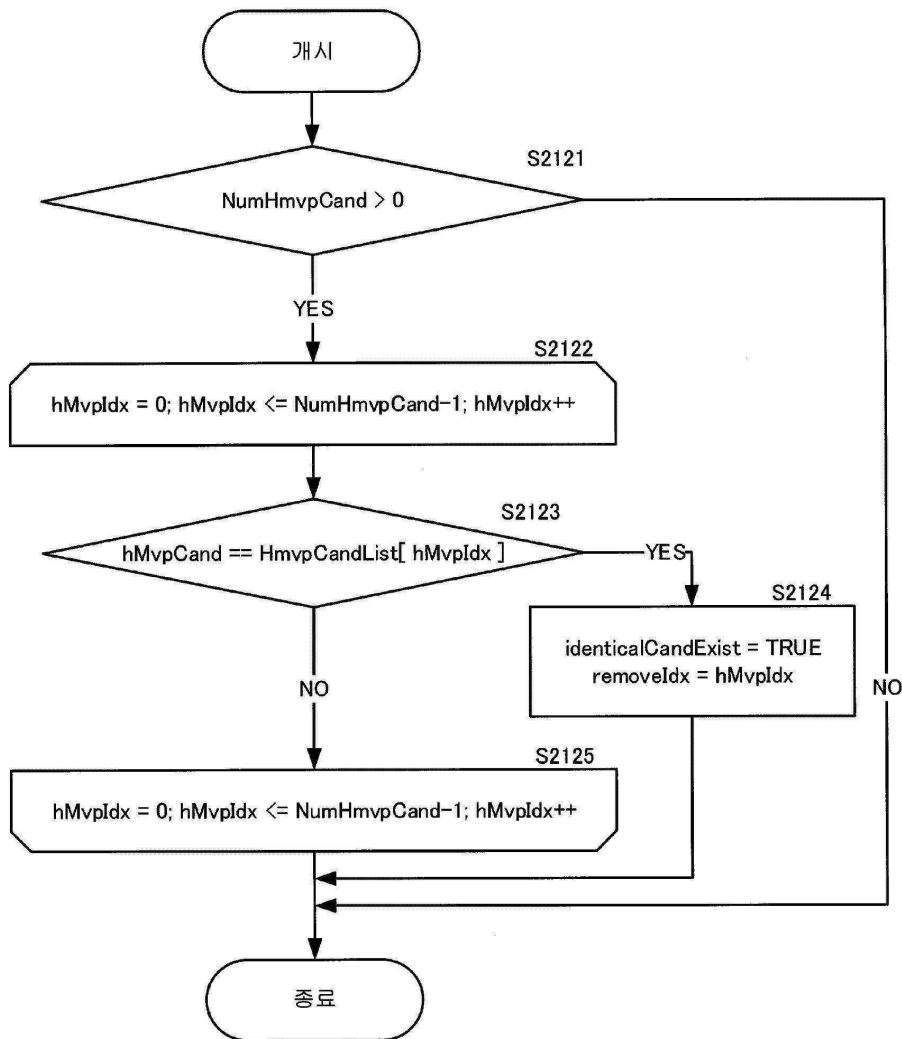 개시
S2121
NumHmvpCand > 0
YES
S2122
hMvpIdx = 0; hMvpIdx <= NumHmvpCand-1; hMvpIdx++
S2123
hMvpCand == HmvpCandList[ hMvpIdx ]
YES
S2124
identicalCandExist = TRUE
removeIdx = hMvpIdx
NO
NO
S2125
hMvpIdx = 0; hMvpIdx <= NumHmvpCand-1; hMvpIdx++
종료